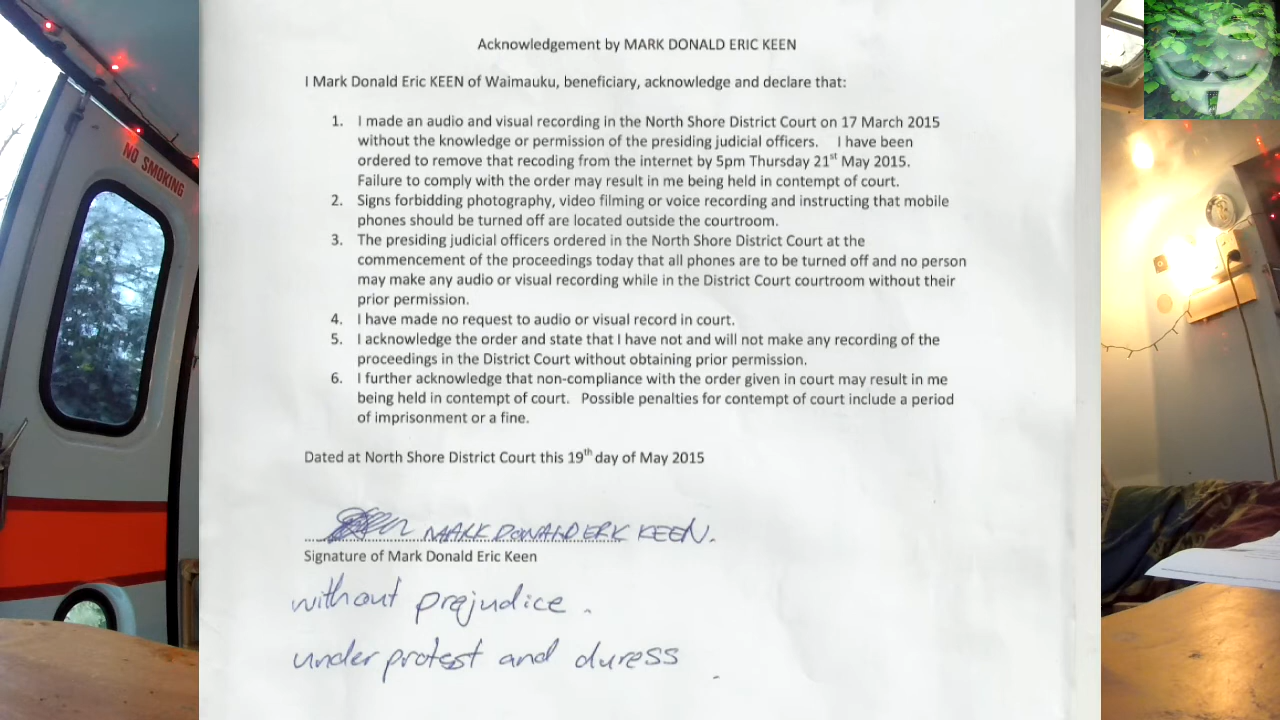 NO SMOKING
Acknowledgement by MARK DONALD ERIC KEEN
I Mark Donald Eric KEEN of Waimauku, beneficiary, acknowledge and declare that:
1. I made an audio and visual recording in the North Shore District Court on 17 March 2015
without the knowledge or permission of the presiding judicial officers. I have been
ordered to remove that recoding from the internet by 5pm Thursday 21st May 2015.
Failure to comply with the order may result in me being held in contempt of court.
2. Signs forbidding photography, video filming or voice recording and instructing that mobile
phones should be turned off are located outside the courtroom.
3. The presiding judicial officers ordered in the North Shore District Court at the
commencement of the proceedings today that all phones are to be turned off and no person
may make any audio or visual recording while in the District Court courtroom without their
prior permission.
4. I have made no request to audio or visual record in court.
5. I acknowledge the order and state that I have not and will not make any recording of the
proceedings in the District Court without obtaining prior permission.
6. I further acknowledge that non-compliance with the order given in court may result in me
being held in contempt of court. Possible penalties for contempt of court include a period
of imprisonment or a fine.
Dated at North Shore District Court this 19th day of May 2015
MARK DONALD ERIC KEEN.
Signature of Mark Donald Eric Keen
without prejudice.
under protest and duress.